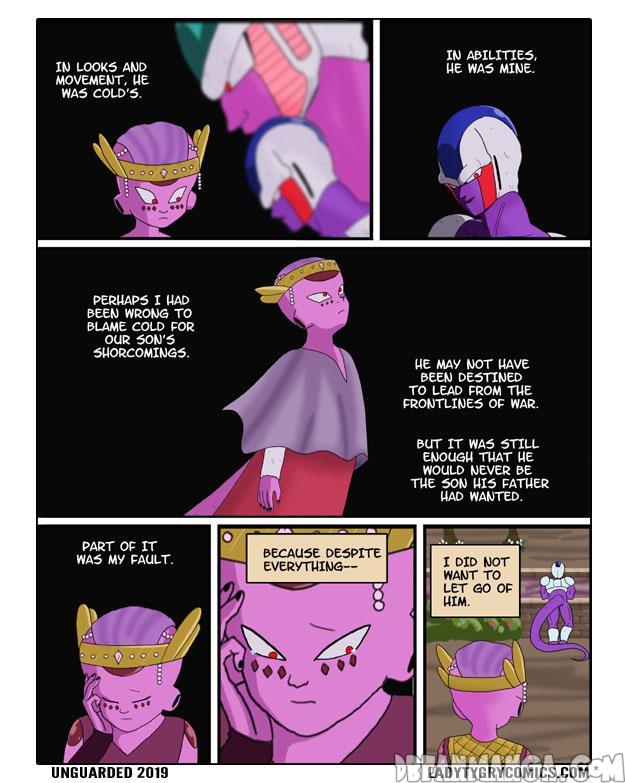 IN LOOKS AND
MOVEMENT, HE
WAS COLD'S.
IN ABILITIES,
HE WAS MINE.
PERHAPS I HAD
BEEN WRONG TO
BLAME COLD FOR
OUR SON'S
SHORCOMINGS.
HE MAY NOT HAVE
BEEN DESTINED
TO LEAD FROM THE
FRONTLINES OF WAR.
BUT IT WAS STILL
ENOUGH THAT HE
WOULD NEVER BE
THE SON HIS FATHER
HAD WANTED.
PART OF IT
WAS MY FAULT.
BECAUSE DESPITE
EVERYTHING--
I DID NOT
WANT TO
LET GO OF
HIM.
UNGUARDED 2019
LADYTYGRYCOMICS.COM
DBFANMANGA.COM